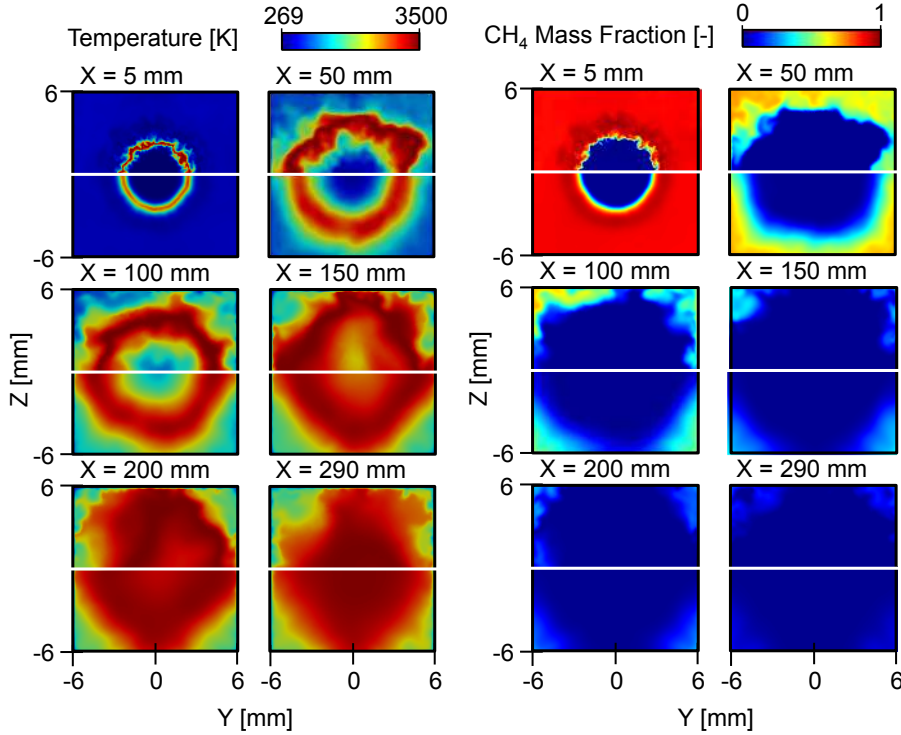 269 3500 0 1
Temperature [K] CH₄ Mass Fraction [-]
X = 5 mm X = 50 mm X = 5 mm X = 50 mm
6 6
-6 -6
X = 100 mm X = 150 mm X = 100 mm X = 150 mm
6 6
Z [mm] Z [mm]
-6 -6
X = 200 mm X = 290 mm X = 200 mm X = 290 mm
6 6
-6 -6
-6 0 6 -6 0 6 -6 0 6 -6 0 6
Y [mm] Y [mm]